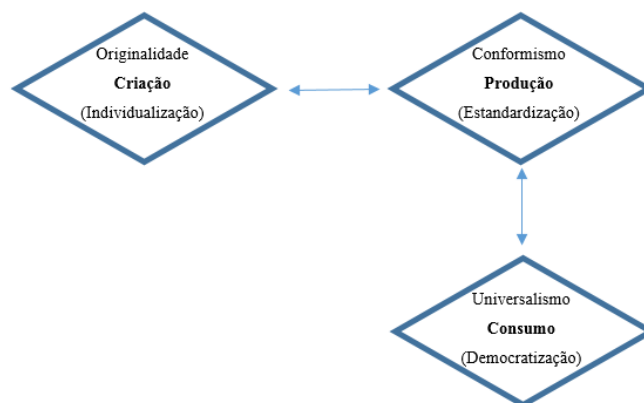 Originalidade
Criação
(Individualização)
Conformismo
Produção
(Estandardização)
Universalismo
Consumo
(Democratização)